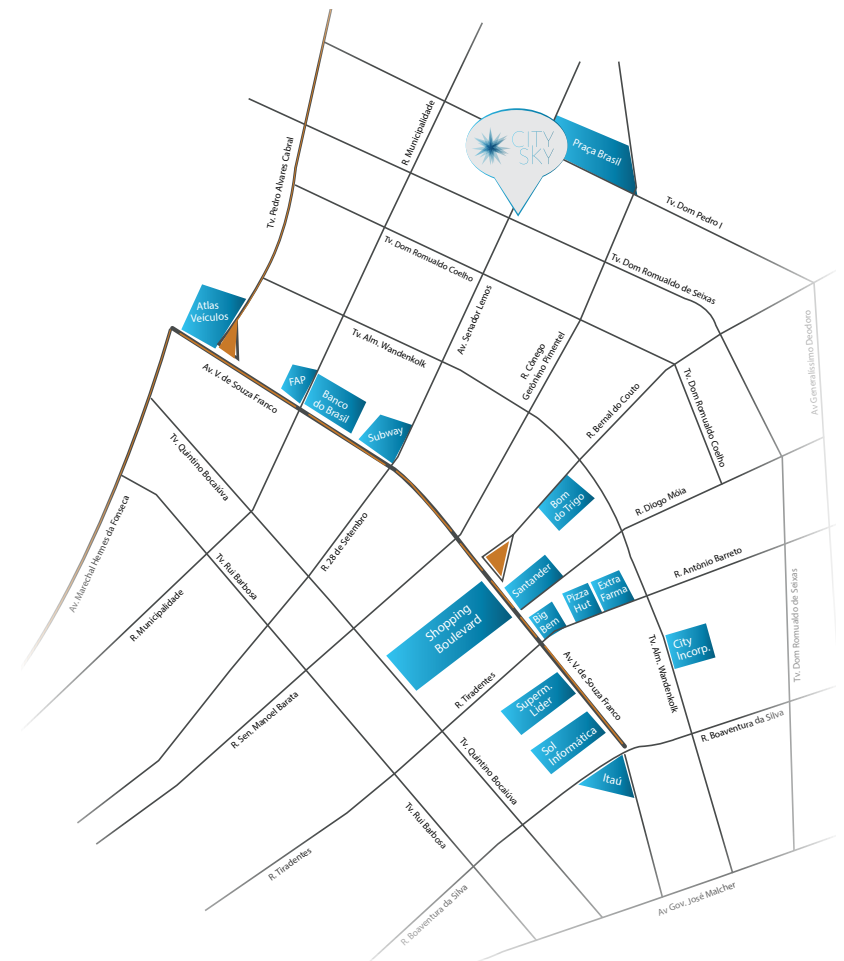 R. Municipalidade
CITY
SKY
Praça Brasil
Tv. Pedro Alvares Cabral
Tv. Dom Pedro I
Tv. Dom Romualdo Coelho
Tv. Dom Romualdo de Seixas
Atlas
Veículos
Av. Senador Lemos
Av Generalíssimo Deodoro
Tv. Alm. Wandenkolk
R. Cônego
Gerônimo Pimentel
Av. V. de Souza Franco
FAP
Banco
do Brasil
Subway
R. Bernal do Couto
Tv. Dom Romualdo Coelho
Tv. Quintino Bocaiúva
Bom
do Trigo
R. Diogo Móia
Av. Marechal Hermes da Fonseca
R. 28 de Setembro
R. Antônio Barreto
Tv. Rui Barbosa
Santander
Pizza
Hut
Extra
Farma
Big
Bem
R. Municipalidade
Shopping
Boulevard
City
Incorp.
Tv. Dom Romualdo de Seixas
Tv. Alm. Wandenkolk
Av. V. de Souza Franco
R. Tiradentes
Superm.
Lider
R. Sen. Manoel Barata
Sol
Informática
R. Boaventura da Silva
Tv. Quintino Bocaiúva
Itaú
Tv. Rui Barbosa
R. Tiradentes
R. Boaventura da Silva
Av Gov. José Malcher